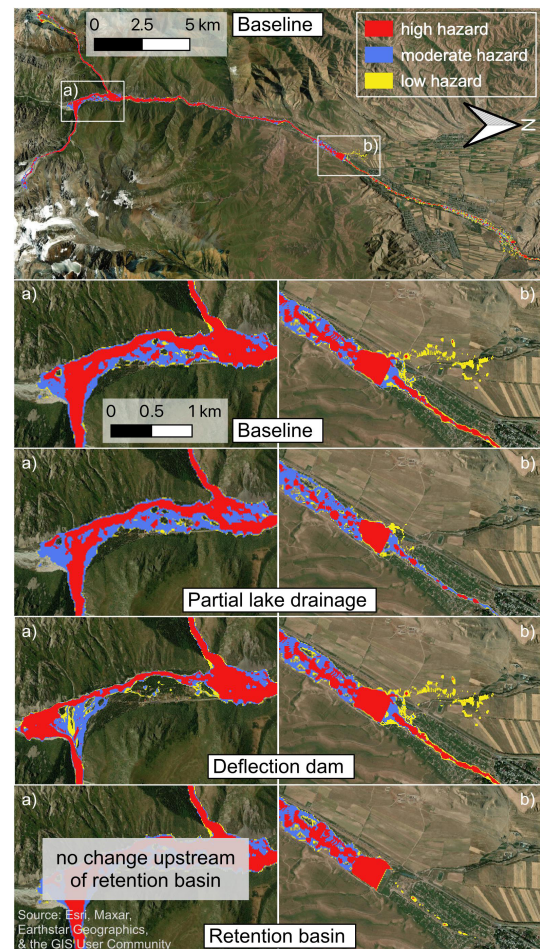 0 2.5 5 km
Baseline
high hazard
moderate hazard
low hazard
a)
b)
N
a)
b)
0 0.5 1 km
Baseline
a)
b)
Partial lake drainage
a)
b)
Deflection dam
a)
b)
no change upstream
of retention basin
Source: Esri, Maxar,
Earthstar Geographics,
& the GIS User Community
Retention basin